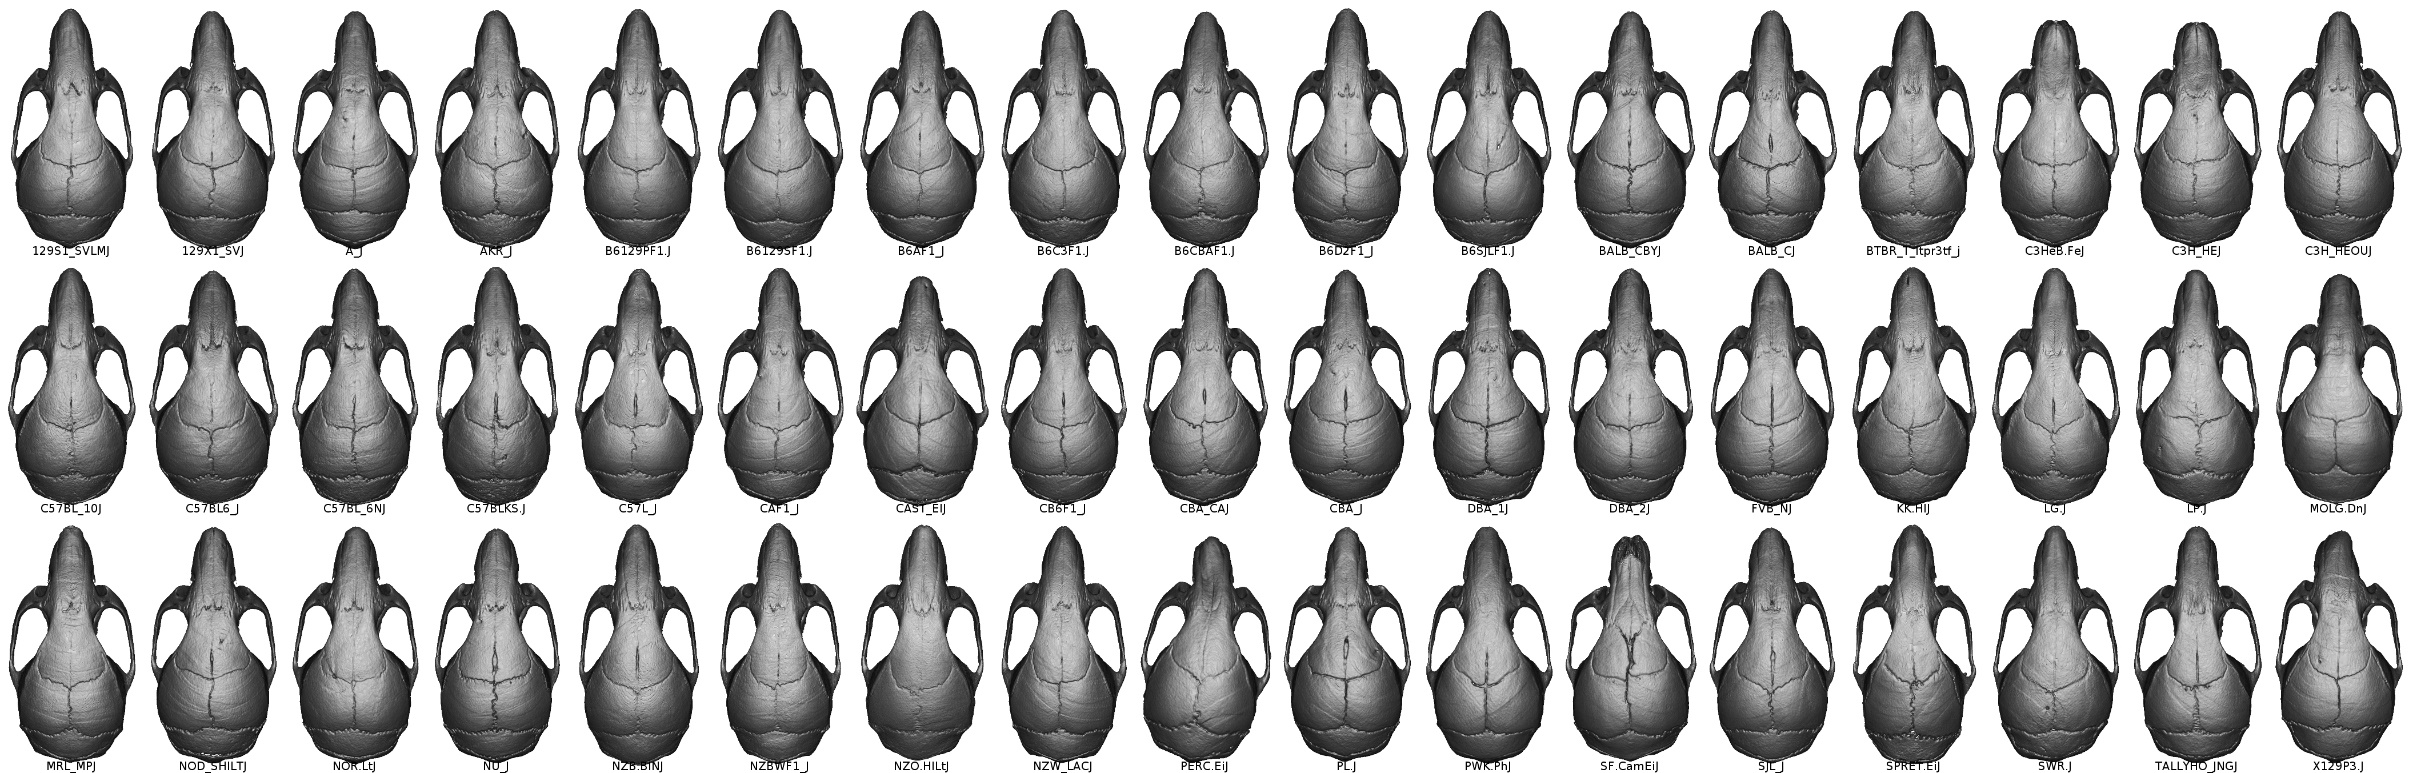 129S1_SVLMJ 129X1_SVJ A_J AKR_J B6129PF1.J B6129SF1.J B6AF1_J B6C3F1.J B6CBAF1.J B6D2F1_J B6SJLF1.J BALB_CBYJ BALB_CJ BTBR_T_Itpr3tf_j C3HeB.FeJ C3H_HEJ C3H_HEOUJ
C57BL_10J C57BL6_J C57BL_6NJ C57BLKS.J C57L_J CAF1_J CAST_EIJ CB6F1_J CBA_CAJ CBA_J DBA_1J DBA_2J FVB_NJ KK.HIJ LG.J LP.J MOLG.DnJ
MRL_MPJ NOD_SHILTJ NOR.LtJ NU_J NZB.BINJ NZBWF1_J NZO.HILtJ NZW_LACJ PERC.EiJ PL.J PWK.PhJ SF.CamEiJ SJL_J SPRET.EiJ SWR.J TALLYHO_JNGJ X129P3.J